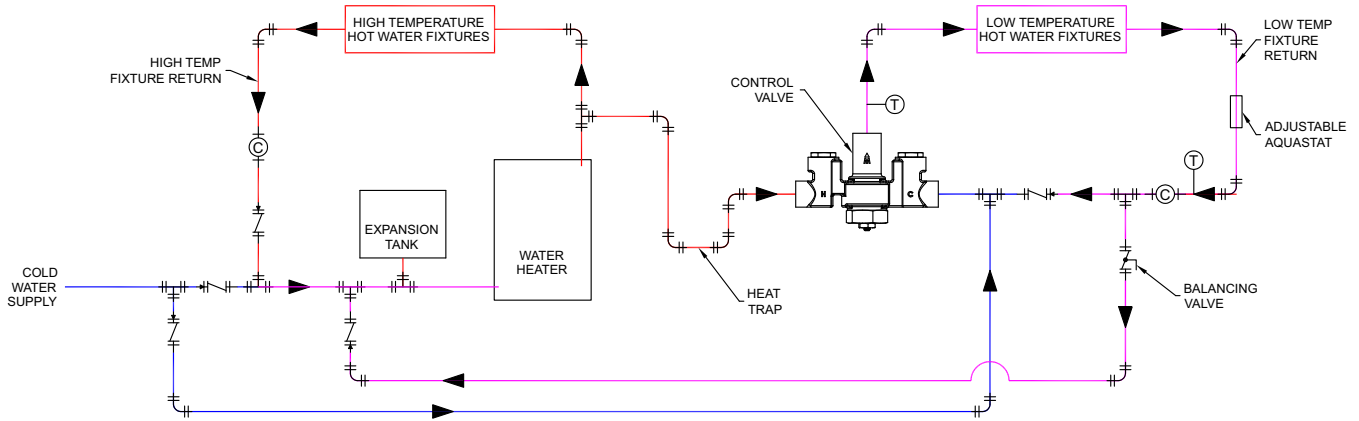 HIGH TEMPERATURE
HOT WATER FIXTURES
LOW TEMPERATURE
HOT WATER FIXTURES
LOW TEMP
FIXTURE
RETURN
HIGH TEMP
FIXTURE RETURN
CONTROL
VALVE
T
ADJUSTABLE
AQUASTAT
C
T
H
C
C
EXPANSION
TANK
WATER
HEATER
COLD
WATER
SUPPLY
HEAT
TRAP
BALANCING
VALVE